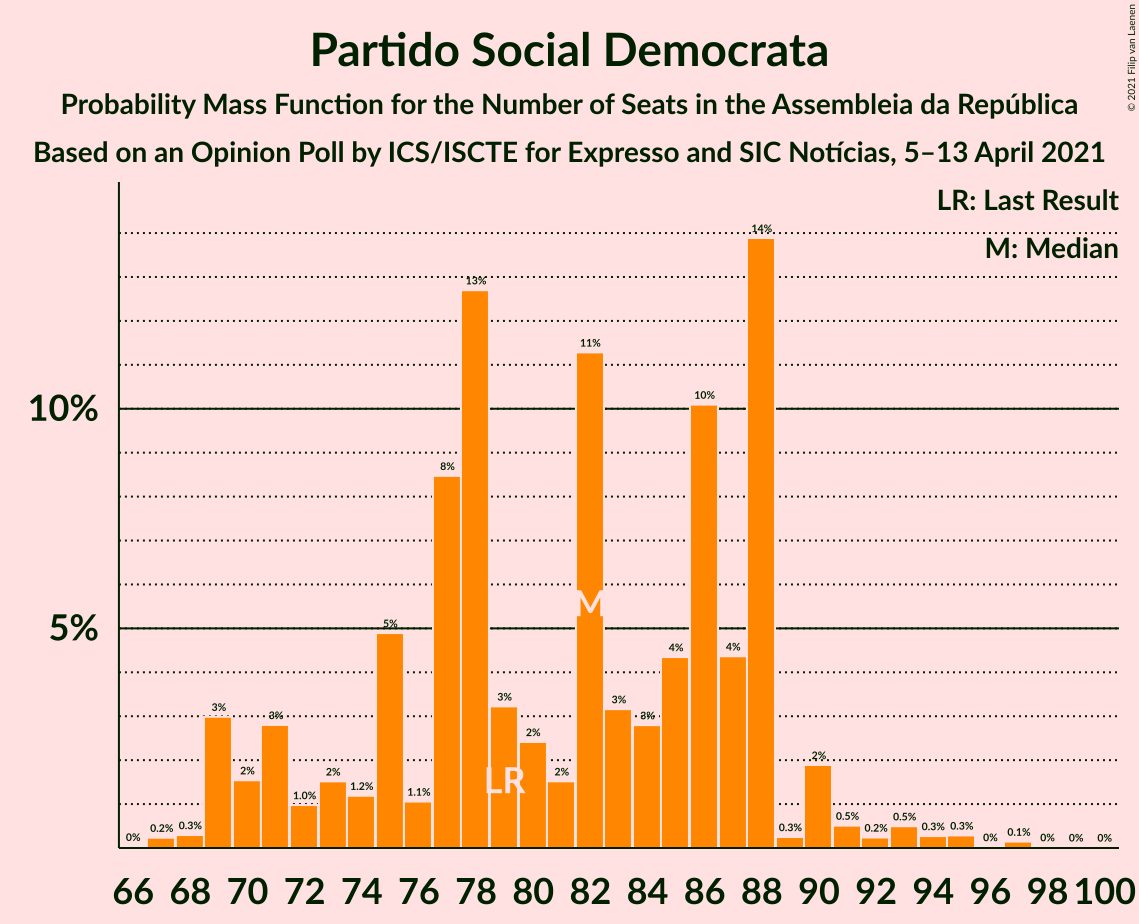 © 2021 Filip van Laenen
Partido Social Democrata
Probability Mass Function for the Number of Seats in the Assembleia da República
Based on an Opinion Poll by ICS/ISCTE for Expresso and SIC Notícias, 5–13 April 2021
LR: Last Result
M: Median
10%
5%
0% 0.2% 0.3% 3% 2% 3% 1.0% 2% 1.2% 5% 1.1% 8% 13% 3% 2% 2% 11% 3% 3% 4% 10% 4% 14% 0.3% 2% 0.5% 0.2% 0.5% 0.3% 0.3% 0% 0.1% 0% 0% 0%
M
LR
66 68 70 72 74 76 78 80 82 84 86 88 90 92 94 96 98 100